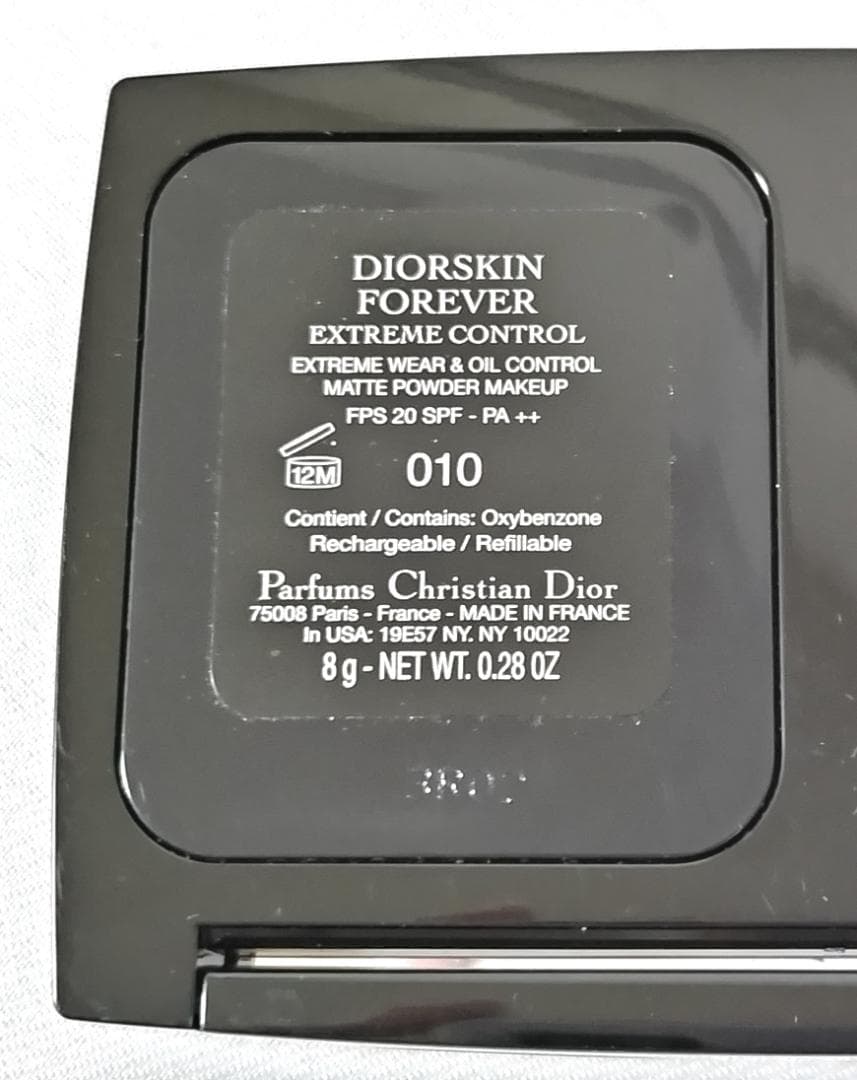 DIORSKIN
FOREVER
EXTREME CONTROL
EXTREME WEAR & OIL CONTROL
MATTE POWDER MAKEUP
FPS 20 SPF - PA ++
12M 010
Contient / Contains: Oxybenzone
Rechargeable / Refillable
Parfums Christian Dior
75008 Paris - France - MADE IN FRANCE
In USA: 19E57 NY. NY 10022
8 g - NET WT. 0.28 OZ